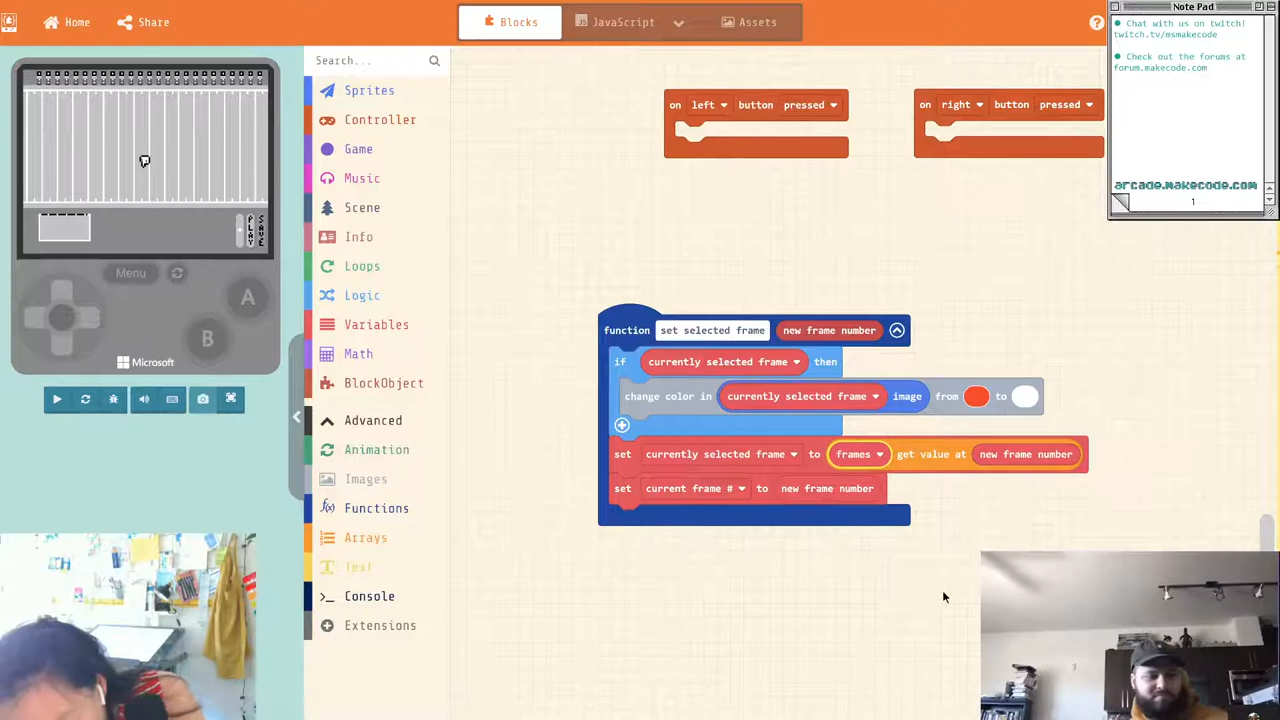 Home
Share
Blocks
JavaScript
Assets
?
Note Pad
Chat with us on twitch!
twitch.tv/msmakecode
Check out the forums at
forum.makecode.com
arcade.makecode.com
1
PLAY
SAVE
Menu
A
B
Microsoft
Search...
Sprites
Controller
Game
Music
Scene
Info
Loops
Logic
Variables
Math
BlockObject
Advanced
Animation
Images
f(x) Functions
Arrays
Text
Console
Extensions
on left button pressed
on right button pressed
function set selected frame new frame number
if currently selected frame then
change color in currently selected frame image from to
set currently selected frame to frames get value at new frame number
set current frame # to new frame number